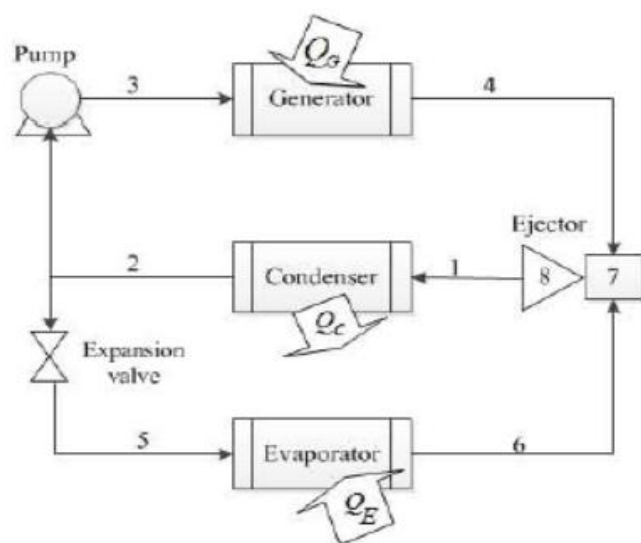 Q_G
Pump
3
Generator
4
Ejector
2
Condenser
1
8
7
Q_C
Expansion
valve
5
Evaporator
6
Q_E